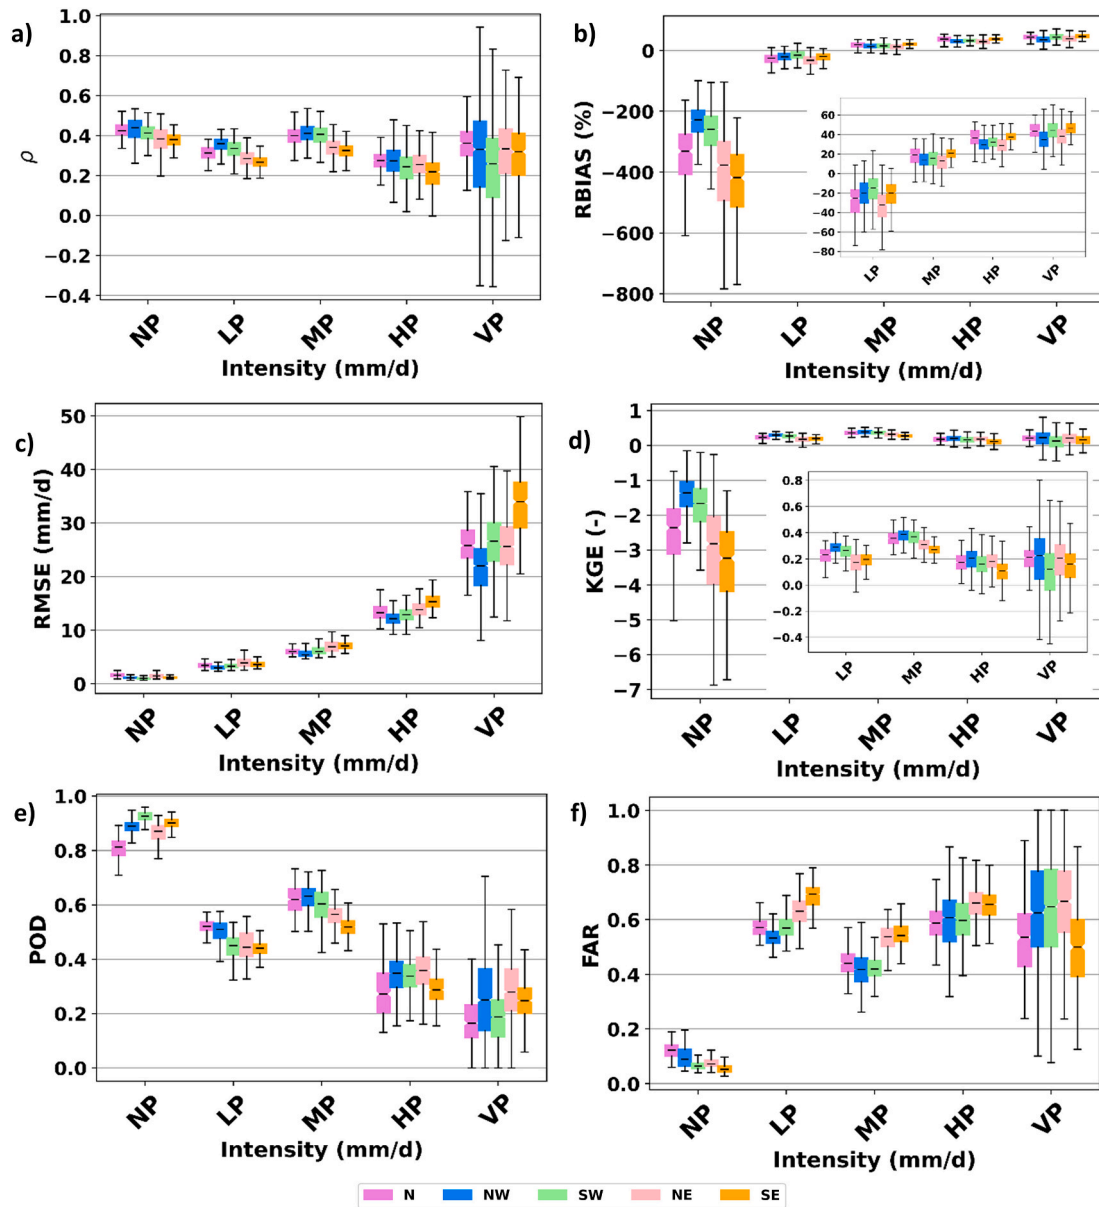 a)
1.0
0.8
0.6
0.4
0.2
0.0
−0.2
−0.4
ρ
NP
LP
MP
HP
VP
Intensity (mm/d)
b)
0
−200
−400
−600
−800
RBIAS (%)
60
40
20
0
−20
−40
−60
−80
LP
MP
HP
VP
NP
LP
MP
HP
VP
Intensity (mm/d)
c)
50
40
30
20
10
0
RMSE (mm/d)
NP
LP
MP
HP
VP
Intensity (mm/d)
d)
1
0
−1
−2
−3
−4
−5
−6
−7
KGE (-)
0.8
0.6
0.4
0.2
0.0
−0.2
−0.4
LP
MP
HP
VP
NP
LP
MP
HP
VP
Intensity (mm/d)
e)
1.0
0.8
0.6
0.4
0.2
0.0
POD
NP
LP
MP
HP
VP
Intensity (mm/d)
f)
1.0
0.8
0.6
0.4
0.2
0.0
FAR
NP
LP
MP
HP
VP
Intensity (mm/d)
N NW SW NE SE